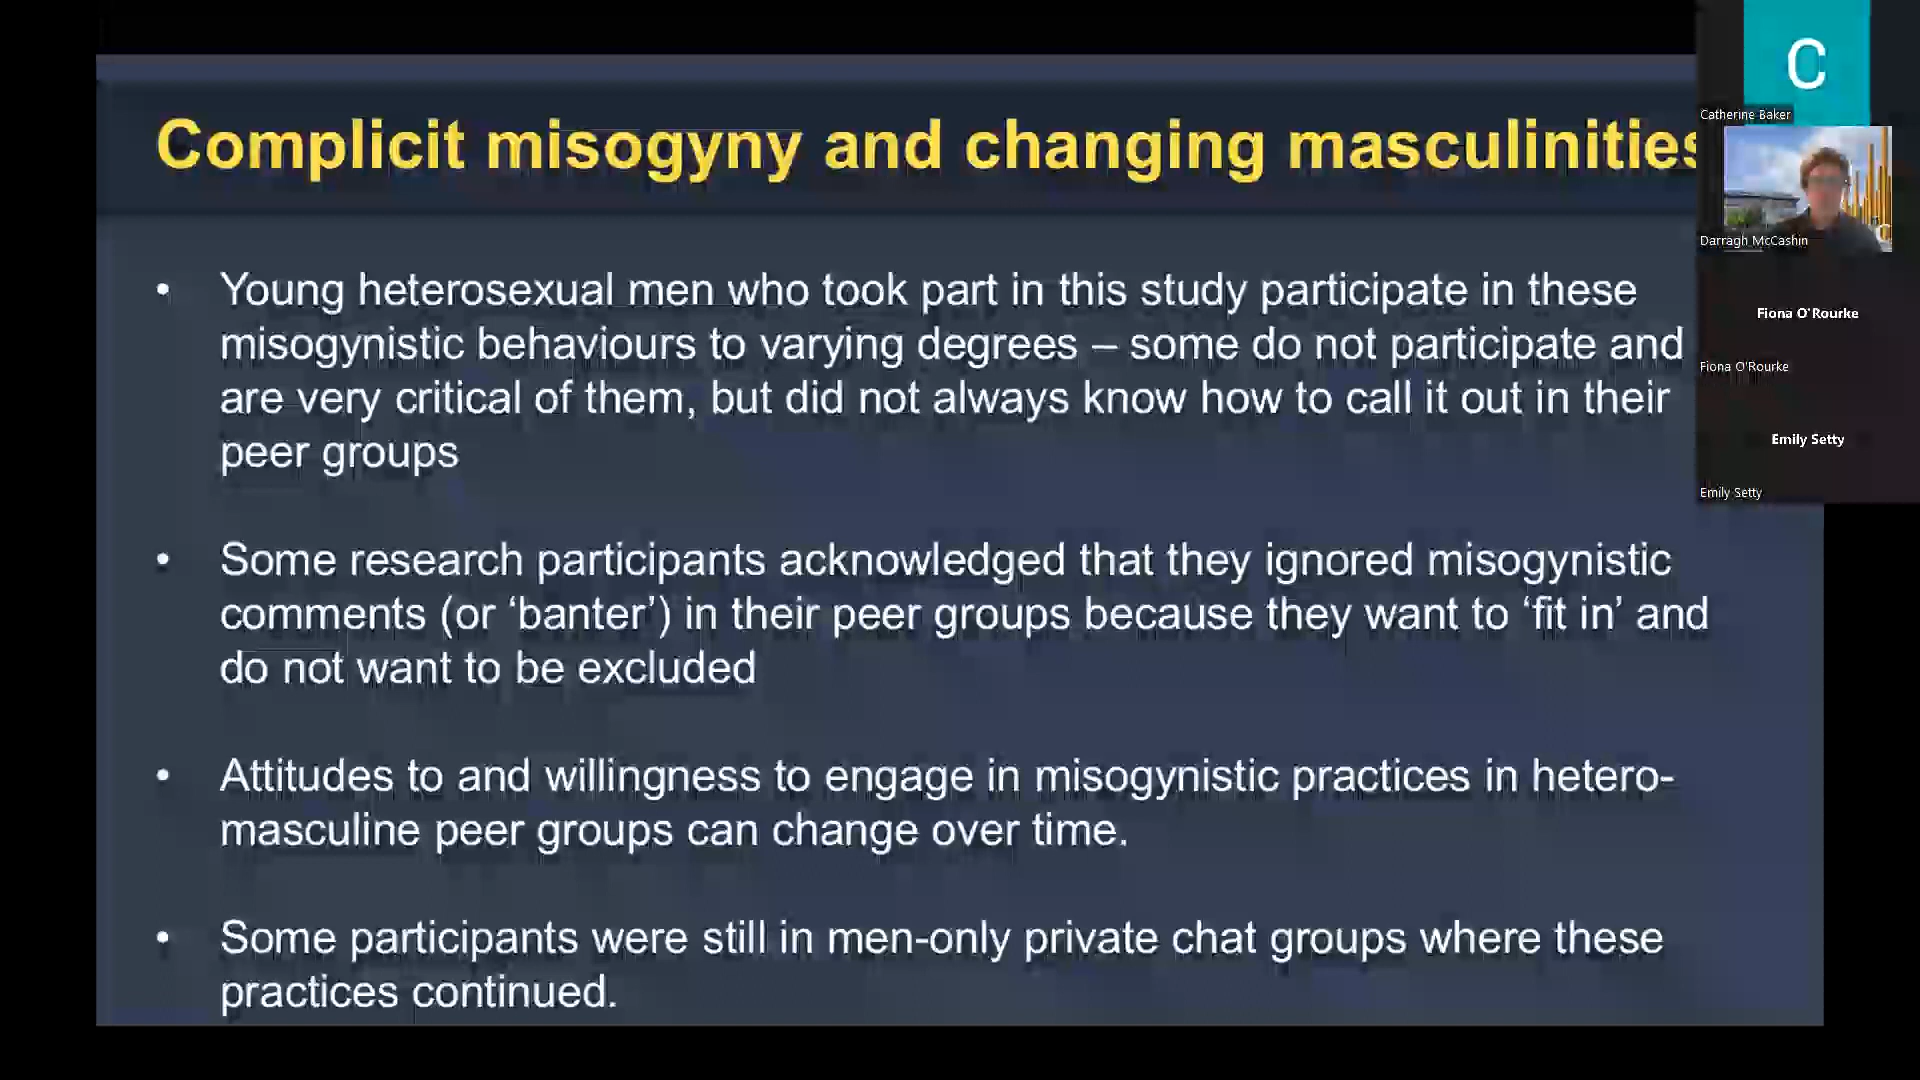 Complicit misogyny and changing masculinities
• Young heterosexual men who took part in this study participate in these
misogynistic behaviours to varying degrees – some do not participate and
are very critical of them, but did not always know how to call it out in their
peer groups
• Some research participants acknowledged that they ignored misogynistic
comments (or ‘banter’) in their peer groups because they want to ‘fit in’ and
do not want to be excluded
• Attitudes to and willingness to engage in misogynistic practices in hetero-
masculine peer groups can change over time.
• Some participants were still in men-only private chat groups where these
practices continued.
C
Catherine Baker
Darragh McCashin
Fiona O'Rourke
Fiona O'Rourke
Emily Setty
Emily Setty